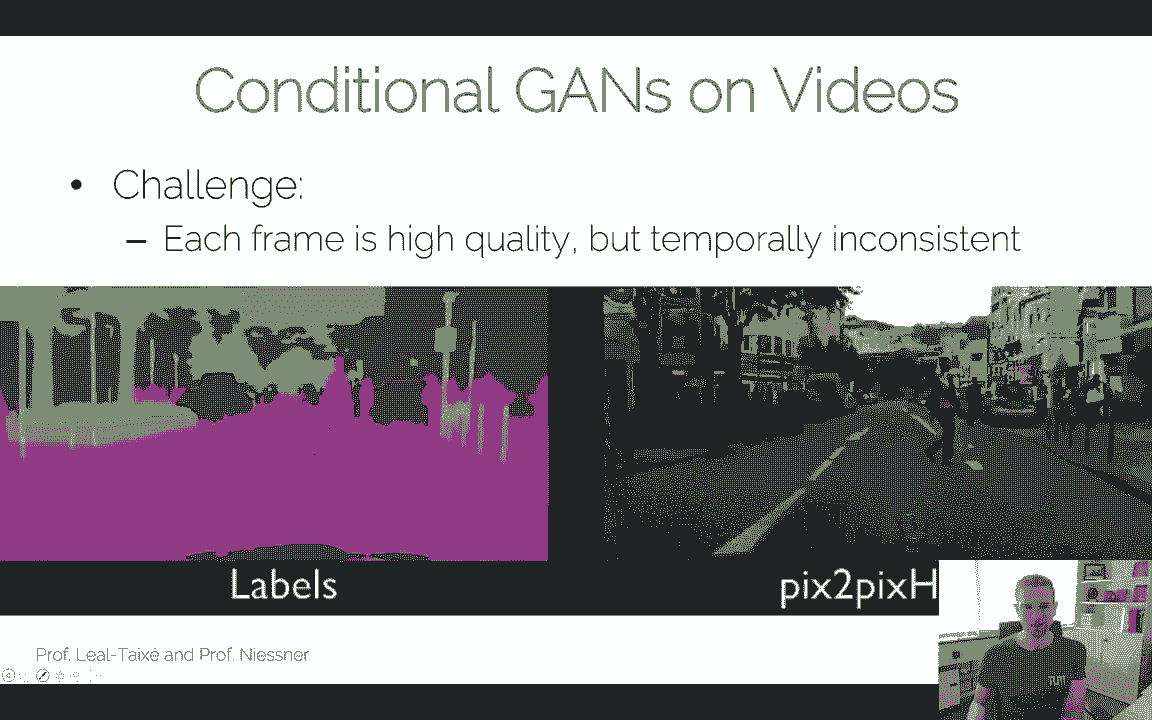 Conditional GANs on Videos
• Challenge:
– Each frame is high quality, but temporally inconsistent
Labels
pix2pixH
Prof. Leal-Taixé and Prof. Niessner
TUM